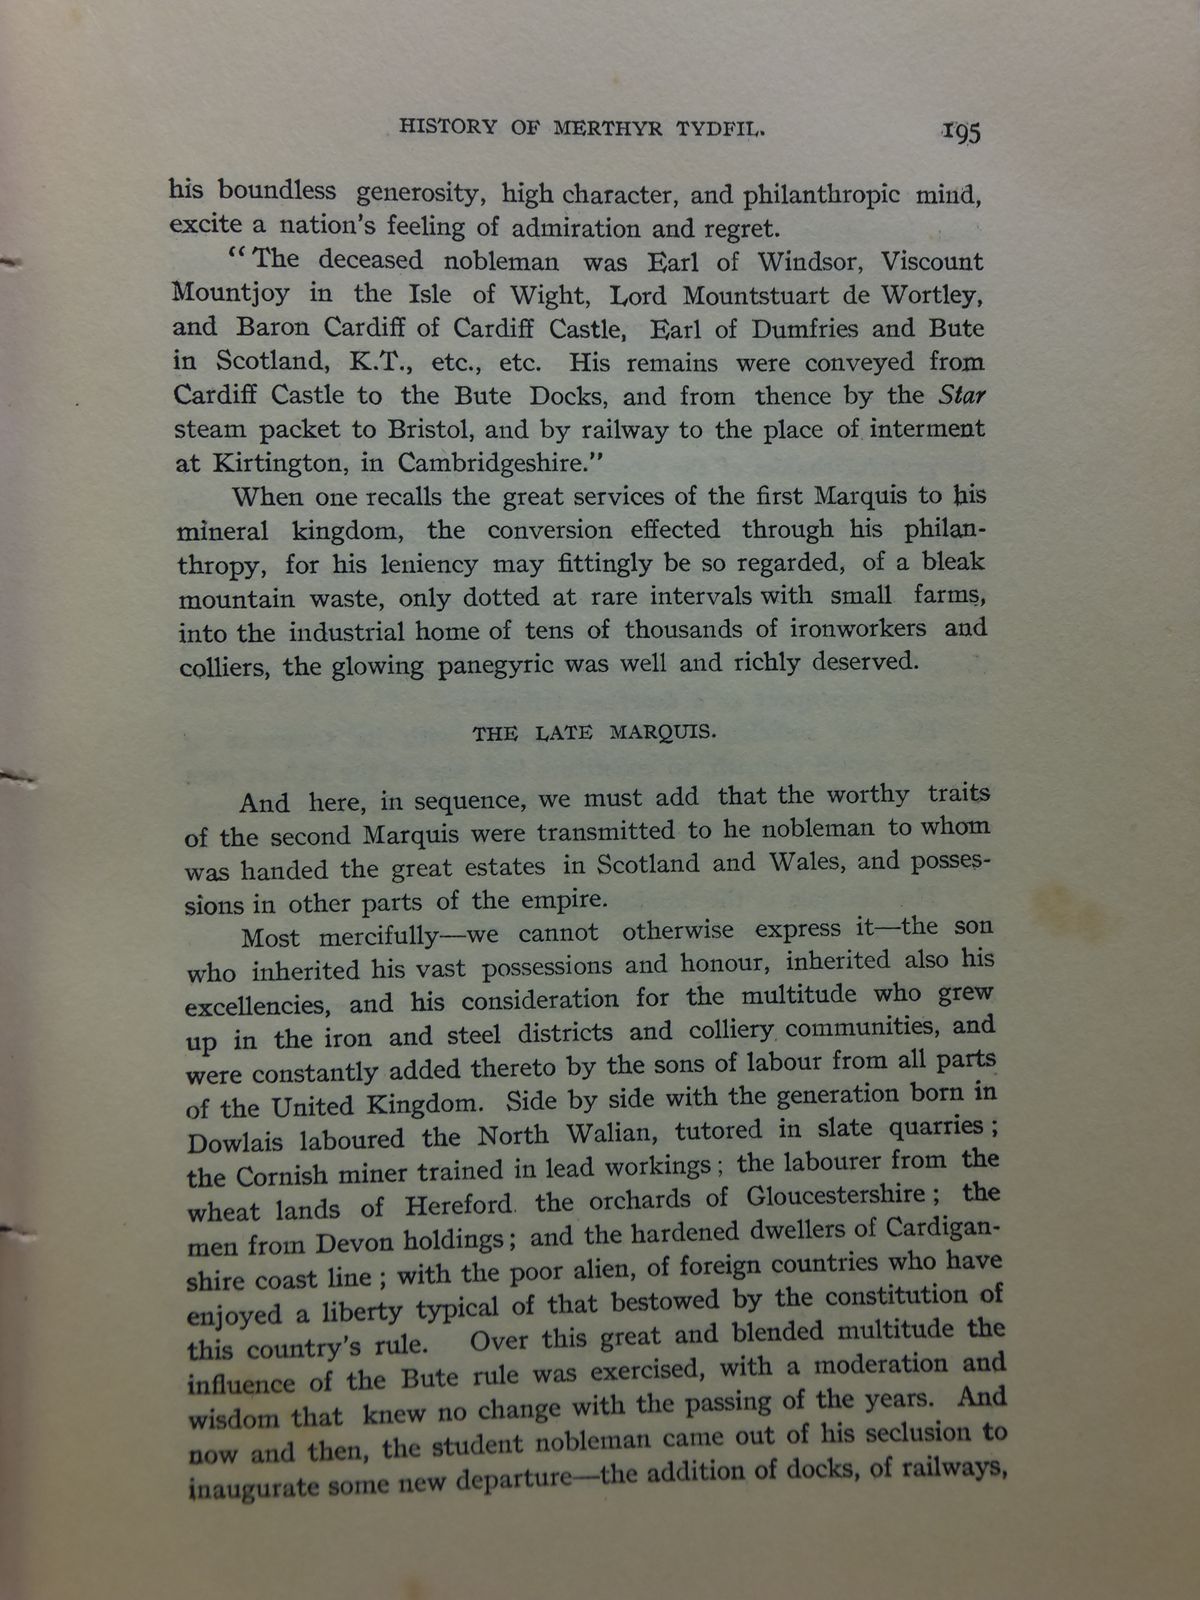 HISTORY OF MERTHYR TYDFIL. 195
his boundless generosity, high character, and philanthropic mind,
excite a nation's feeling of admiration and regret.
"The deceased nobleman was Earl of Windsor, Viscount
Mountjoy in the Isle of Wight, Lord Mountstuart de Wortley,
and Baron Cardiff of Cardiff Castle, Earl of Dumfries and Bute
in Scotland, K.T., etc., etc. His remains were conveyed from
Cardiff Castle to the Bute Docks, and from thence by the Star
steam packet to Bristol, and by railway to the place of interment
at Kirtington, in Cambridgeshire."
When one recalls the great services of the first Marquis to his
mineral kingdom, the conversion effected through his philan-
thropy, for his leniency may fittingly be so regarded, of a bleak
mountain waste, only dotted at rare intervals with small farms,
into the industrial home of tens of thousands of ironworkers and
colliers, the glowing panegyric was well and richly deserved.
THE LATE MARQUIS.
And here, in sequence, we must add that the worthy traits
of the second Marquis were transmitted to he nobleman to whom
was handed the great estates in Scotland and Wales, and posses-
sions in other parts of the empire.
Most mercifully—we cannot otherwise express it—the son
who inherited his vast possessions and honour, inherited also his
excellencies, and his consideration for the multitude who grew
up in the iron and steel districts and colliery communities, and
were constantly added thereto by the sons of labour from all parts
of the United Kingdom. Side by side with the generation born in
Dowlais laboured the North Walian, tutored in slate quarries;
the Cornish miner trained in lead workings; the labourer from the
wheat lands of Hereford. the orchards of Gloucestershire; the
men from Devon holdings; and the hardened dwellers of Cardigan-
shire coast line; with the poor alien, of foreign countries who have
enjoyed a liberty typical of that bestowed by the constitution of
this country's rule. Over this great and blended multitude the
influence of the Bute rule was exercised, with a moderation and
wisdom that knew no change with the passing of the years. And
now and then, the student nobleman came out of his seclusion to
inaugurate some new departure—the addition of docks, of railways,